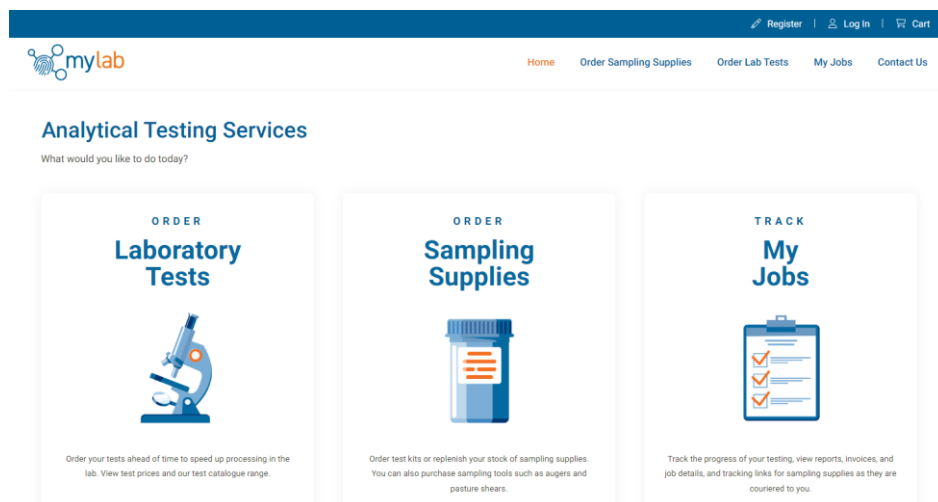 Register | Log In | Cart
mylab
Home Order Sampling Supplies Order Lab Tests My Jobs Contact Us
Analytical Testing Services
What would you like to do today?
ORDER
Laboratory
Tests
Order your tests ahead of time to speed up processing in the
lab. View test prices and our test catalogue range.
ORDER
Sampling
Supplies
Order test kits or replenish your stock of sampling supplies.
You can also purchase sampling tools such as augers and
pasture shears.
TRACK
My
Jobs
Track the progress of your testing, view reports, invoices, and
job details, and tracking links for sampling supplies as they are
couriered to you.